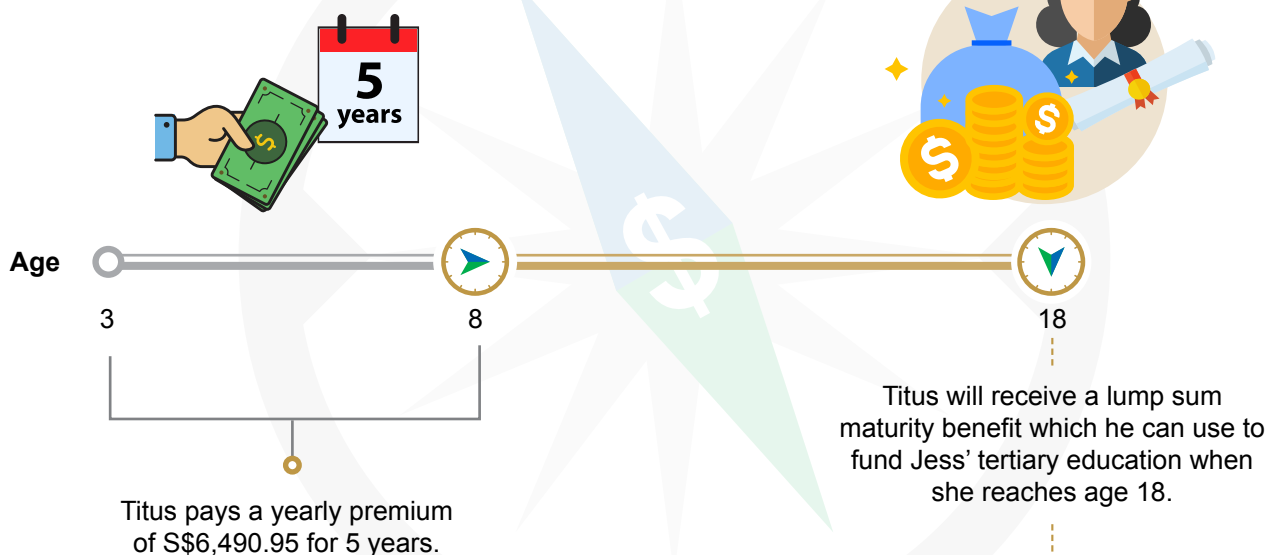 5
years
$
$
$
$
Age
3
8
18
Titus will receive a lump sum
maturity benefit which he can use to
fund Jess’ tertiary education when
she reaches age 18.
Titus pays a yearly premium
of S$6,490.95 for 5 years.